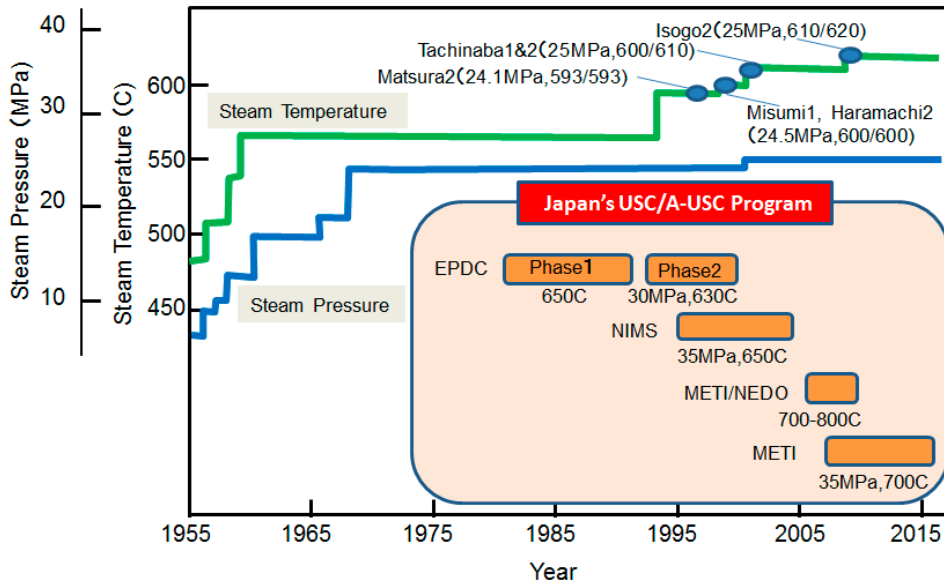 Steam Pressure (MPa)
40
30
20
10
Steam Temperature (C)
600
550
500
450
Isogo2(25MPa,610/620)
Tachinaba1&2(25MPa,600/610)
Matsura2(24.1MPa,593/593)
Steam Temperature
Misumi1, Haramachi2
(24.5MPa,600/600)
Japan's USC/A-USC Program
EPDC
Phase1
Phase2
650C
30MPa,630C
Steam Pressure
NIMS
35MPa,650C
METI/NEDO
700-800C
METI
35MPa,700C
1955
1965
1975
1985
1995
2005
2015
Year